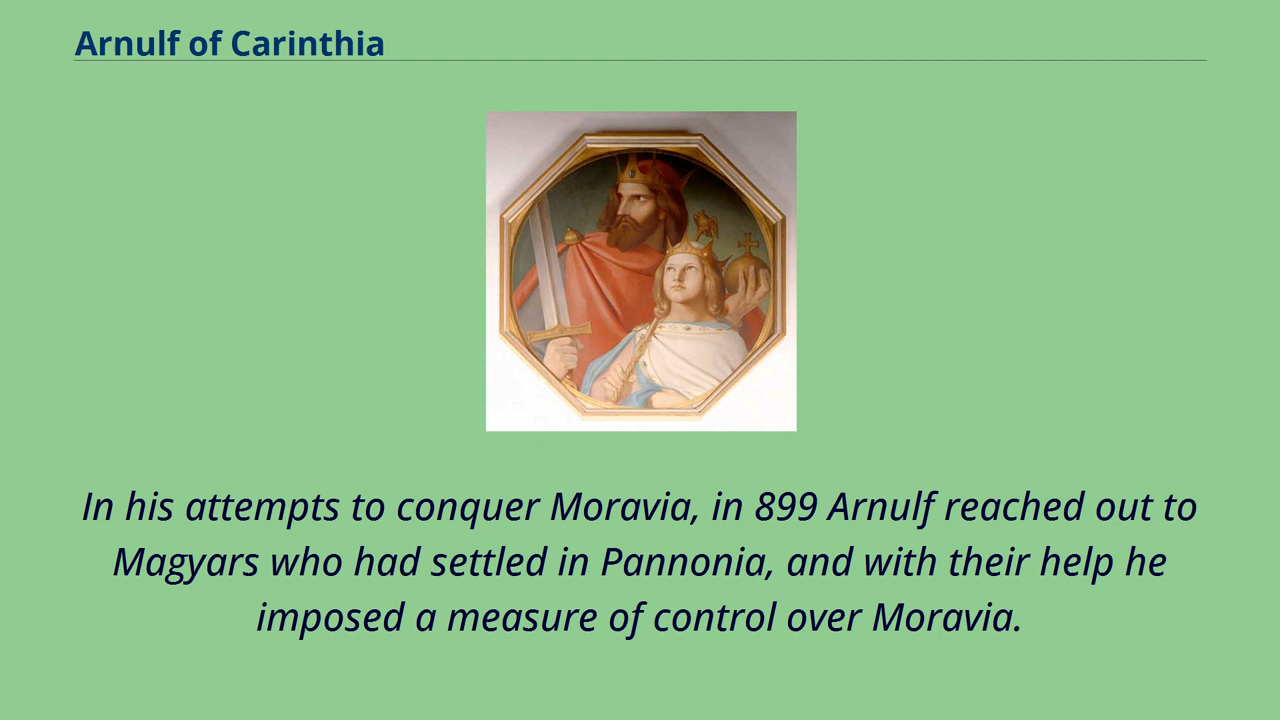 Arnulf of Carinthia
In his attempts to conquer Moravia, in 899 Arnulf reached out to
Magyars who had settled in Pannonia, and with their help he
imposed a measure of control over Moravia.